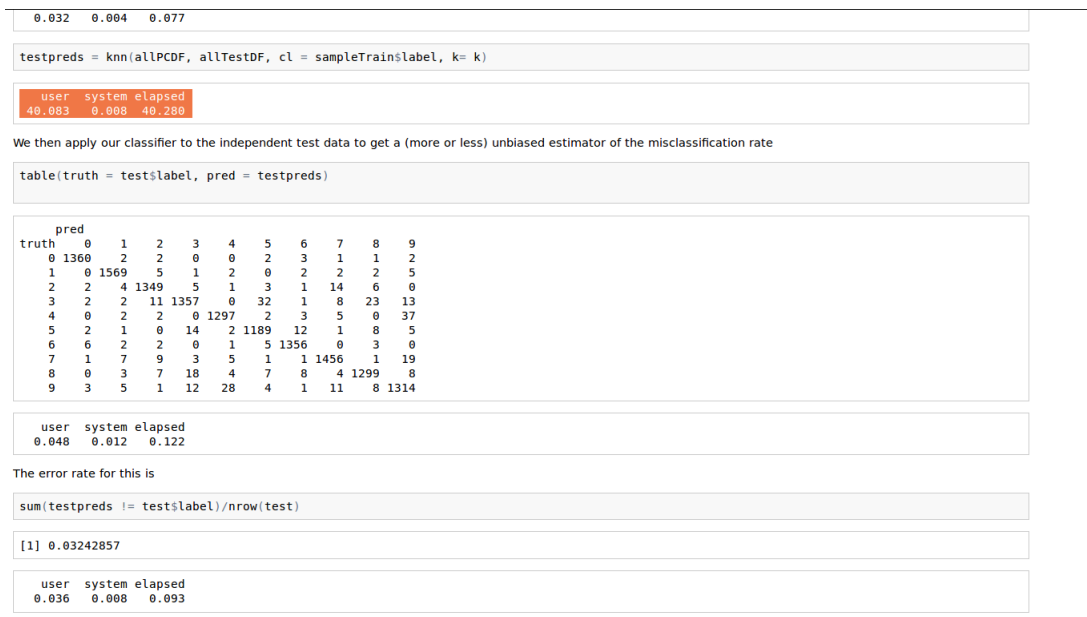 0.032   0.004   0.077
testpreds = knn(allPCDF, allTestDF, cl = sampleTrain$label, k= k)
user  system elapsed
40.083   0.008  40.280
We then apply our classifier to the independent test data to get a (more or less) unbiased estimator of the misclassification rate
table(truth = test$label, pred = testpreds)
pred
truth    0    1    2    3    4    5    6    7    8    9
0 1360    2    2    0    0    2    3    1    1    2
1    0 1569    5    1    2    0    2    2    2    5
2    2    4 1349    5    1    3    1   14    6    0
3    2    2   11 1357    0   32    1    8   23   13
4    0    2    2    0 1297    2    3    5    0   37
5    2    1    0   14    2 1189   12    1    8    5
6    6    2    2    0    1    5 1356    0    3    0
7    1    7    9    3    5    1    1 1456    1   19
8    0    3    7   18    4    7    8    4 1299    8
9    3    5    1   12   28    4    1   11    8 1314
user  system elapsed
0.048   0.012   0.122
The error rate for this is
sum(testpreds != test$label)/nrow(test)
[1] 0.03242857
user  system elapsed
0.036   0.008   0.093